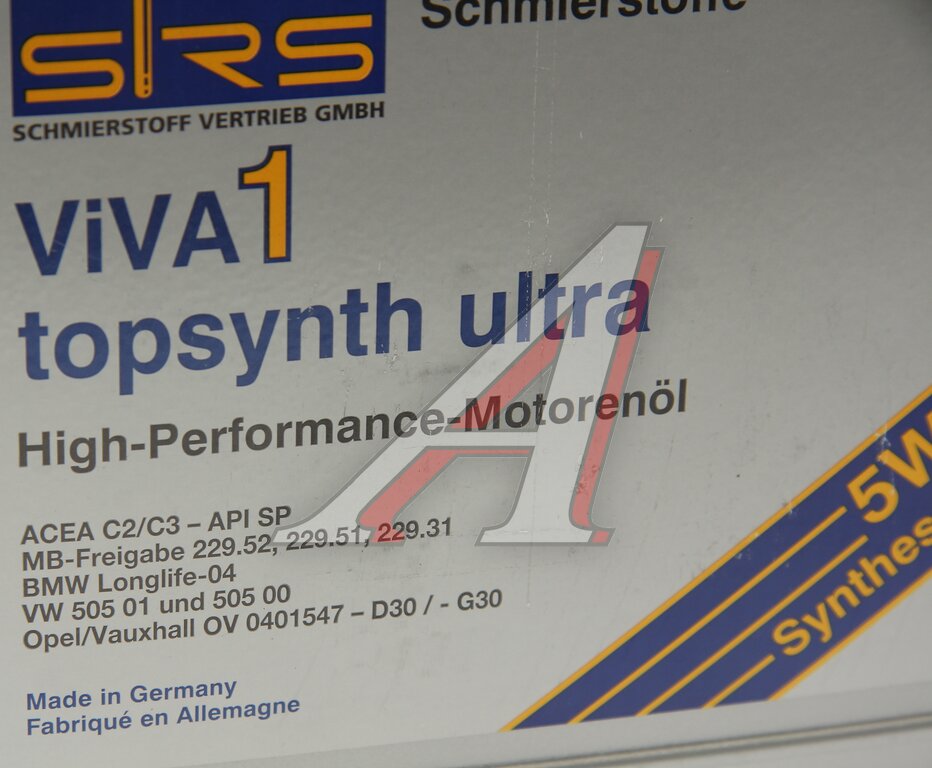 Schmierstoffe
SRS
SCHMIERSTOFF VERTRIEB GMBH
ViVA1
topsynth ultra
High-Performance-Motorenöl
ACEA C2/C3 – API SP
MB-Freigabe 229.52, 229.51, 229.31
BMW Longlife-04
VW 505 01 und 505 00
Opel/Vauxhall OV 0401547 – D30 / - G30
5W
Synthes
Made in Germany
Fabriqué en Allemagne